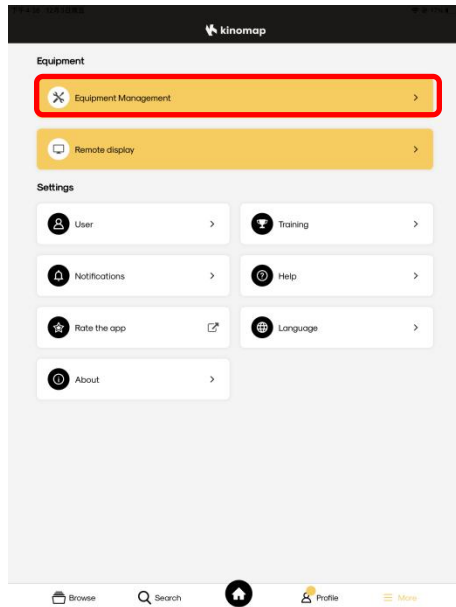 kinomap
Equipment
Equipment Management
Remote display
Settings
User
Training
Notifications
Help
Rate the app
Language
About
Browse
Search
Profile
More